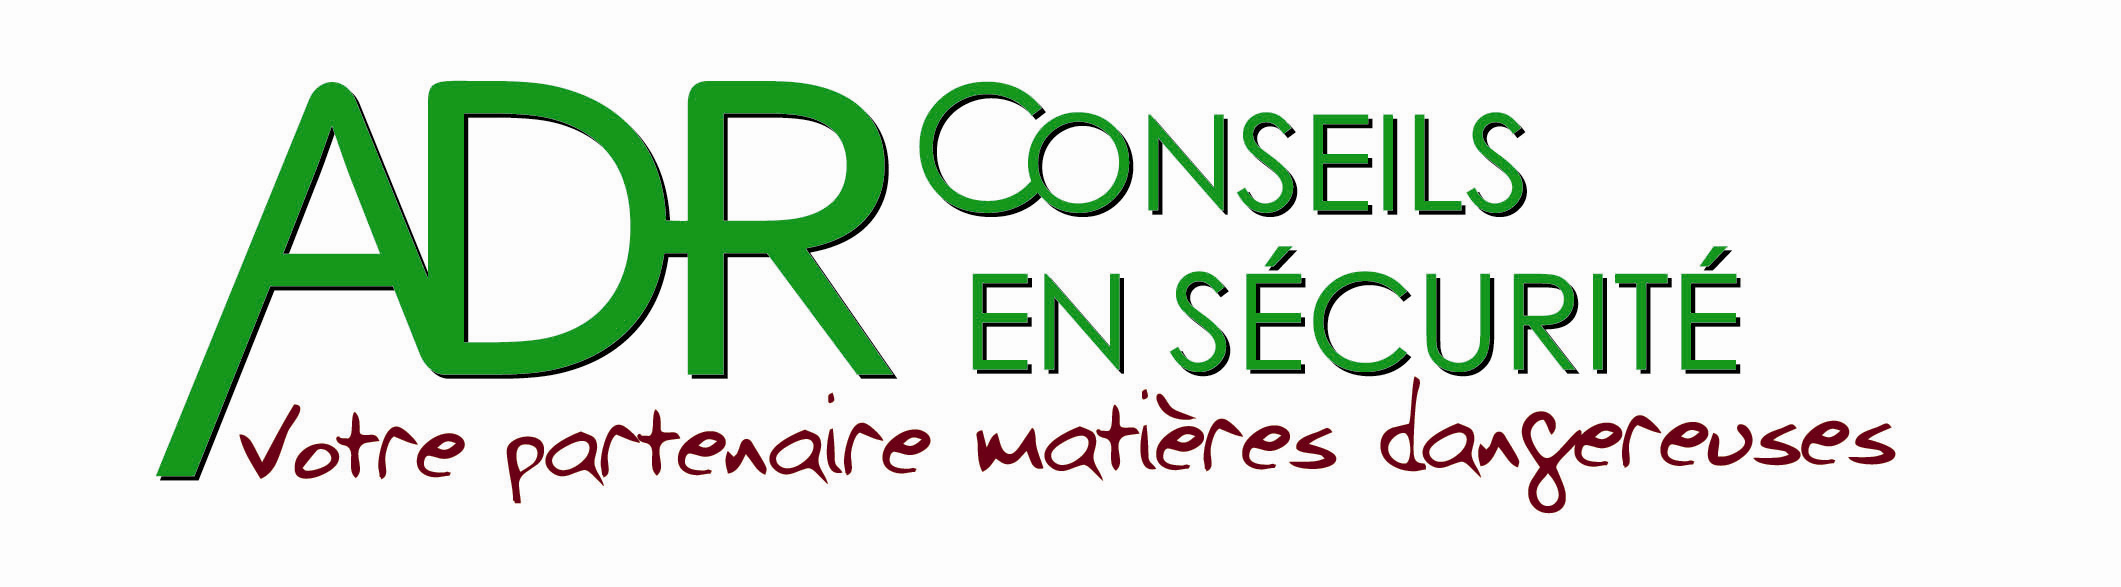 ADR CONSEILS
EN SÉCURITÉ
Votre partenaire matières dangereuses